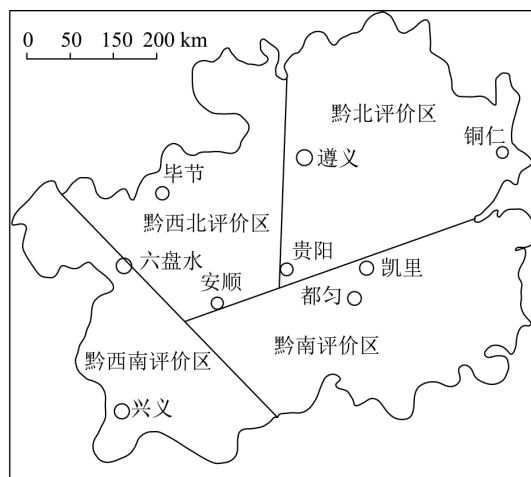 0 50 150 200 km
黔北评价区
铜仁
遵义
毕节
黔西北评价区
贵阳
六盘水
凯里
安顺
都匀
黔南评价区
黔西南评价区
兴义